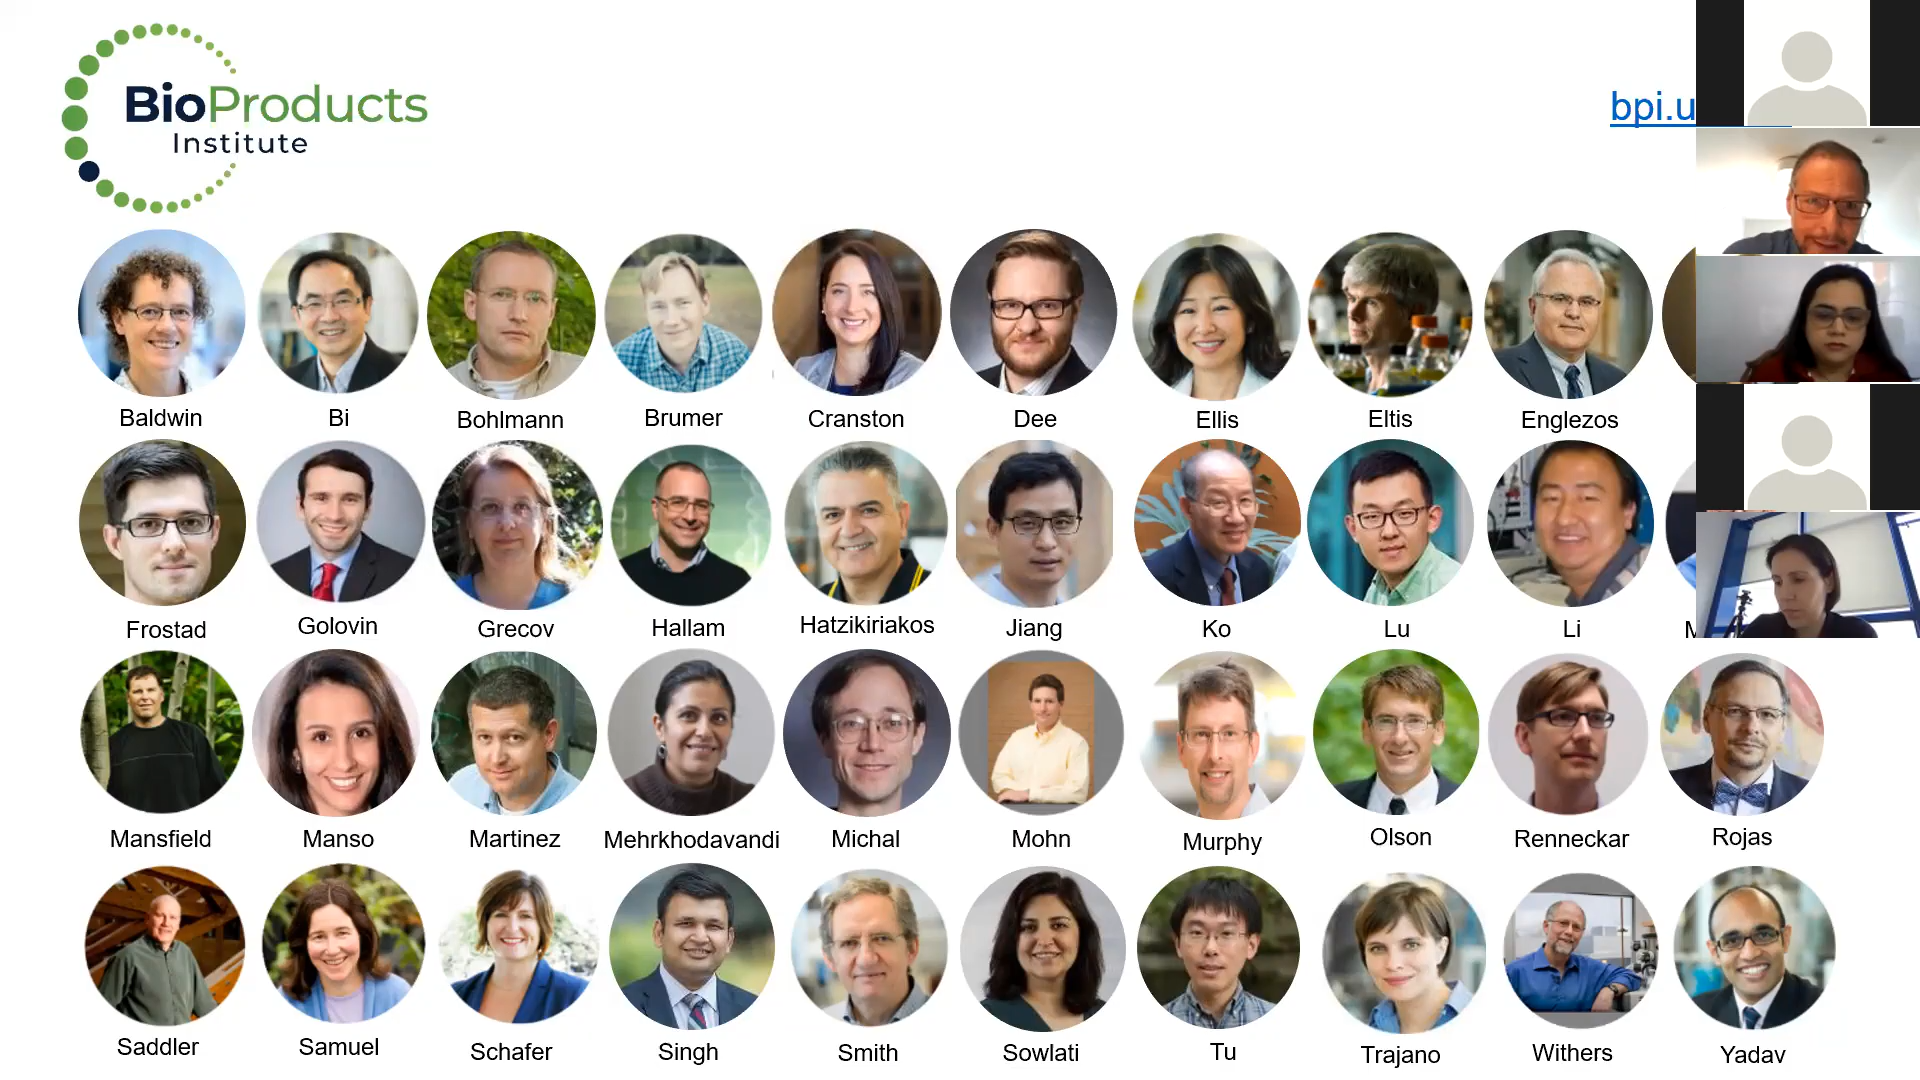 BioProducts
Institute
bpi.u
Baldwin Bi Bohlmann Brumer Cranston Dee Ellis Eltis Englezos
Frostad Golovin Grecov Hallam Hatzikiriakos Jiang Ko Lu Li
Mansfield Manso Martinez Mehrkhodavandi Michal Mohn Murphy Olson Renneckar Rojas
Saddler Samuel Schafer Singh Smith Sowlati Tu Trajano Withers Yadav